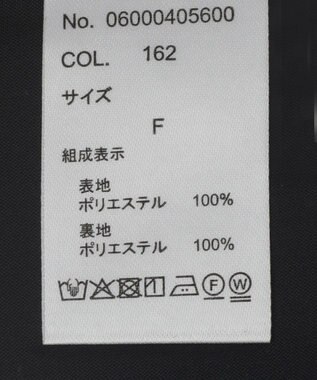 No. 06000405600
COL. 162
サイズ
F
組成表示
表地
ポリエステル 100%
裏地
ポリエステル 100%
F W